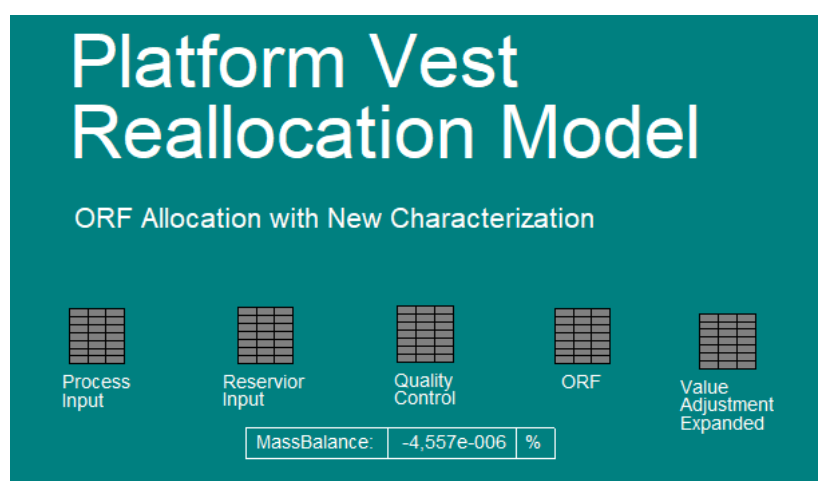 Platform Vest
Reallocation Model
ORF Allocation with New Characterization
Process
Input
Reservior
Input
Quality
Control
ORF
Value
Adjustment
Expanded
MassBalance: -4,557e-006 %